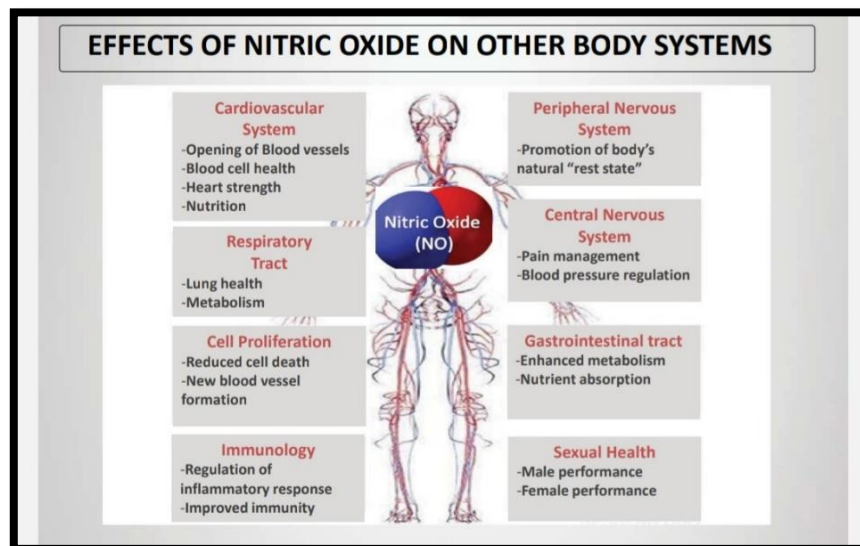 EFFECTS OF NITRIC OXIDE ON OTHER BODY SYSTEMS
Cardiovascular
System
-Opening of Blood vessels
-Blood cell health
-Heart strength
-Nutrition
Respiratory
Tract
-Lung health
-Metabolism
Cell Proliferation
-Reduced cell death
-New blood vessel
formation
Immunology
-Regulation of
inflammatory response
-Improved immunity
Nitric Oxide
(NO)
Peripheral Nervous
System
-Promotion of body’s
natural “rest state”
Central Nervous
System
-Pain management
-Blood pressure regulation
Gastrointestinal tract
-Enhanced metabolism
-Nutrient absorption
Sexual Health
-Male performance
-Female performance